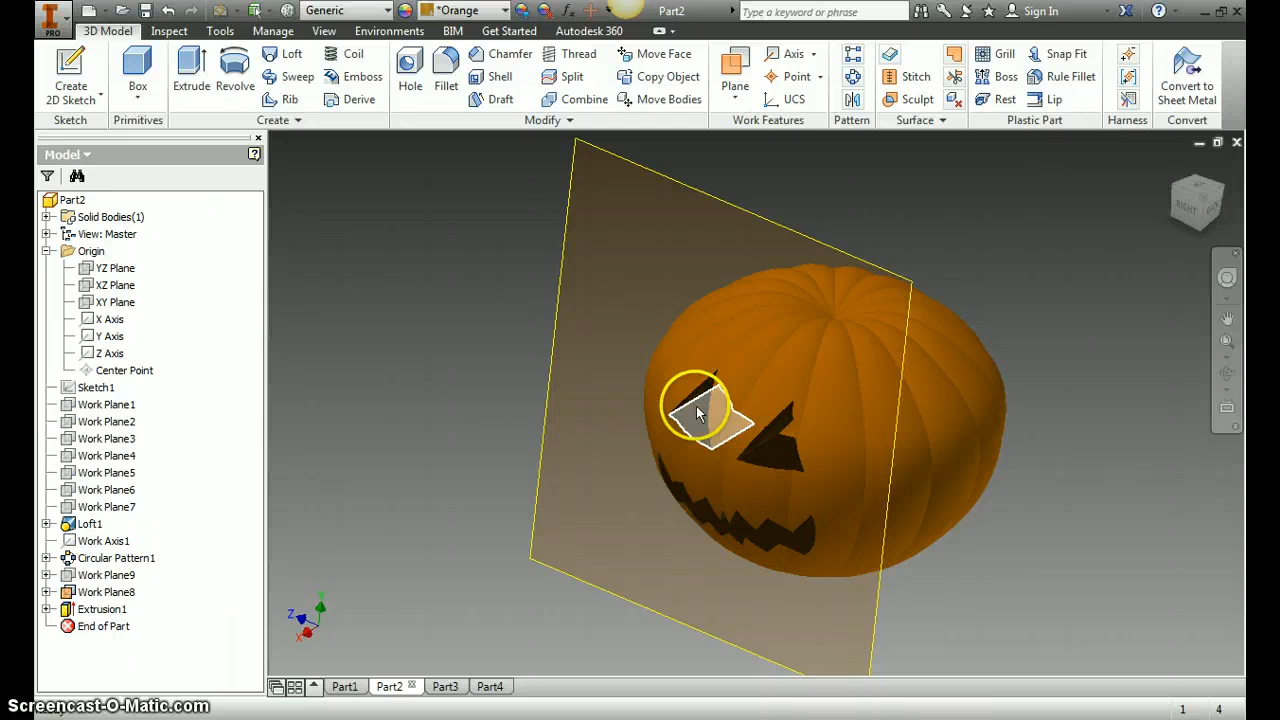 Generic
*Orange
Part2
Type a keyword or phrase
Sign In
PRO
3D Model Inspect Tools Manage View Environments BIM Get Started Autodesk 360
Create
2D Sketch
Box
Extrude
Revolve
Loft
Sweep
Rib
Coil
Emboss
Derive
Hole
Fillet
Chamfer
Shell
Draft
Thread
Split
Combine
Move Face
Copy Object
Move Bodies
Plane
Axis
Point
UCS
Stitch
Sculpt
Grill
Boss
Rest
Snap Fit
Rule Fillet
Lip
Convert to
Sheet Metal
Sketch Primitives Create Modify Work Features Pattern Surface Plastic Part Harness Convert
Model
Part2
Solid Bodies(1)
View: Master
Origin
YZ Plane
XZ Plane
XY Plane
X Axis
Y Axis
Z Axis
Center Point
Sketch1
Work Plane1
Work Plane2
Work Plane3
Work Plane4
Work Plane5
Work Plane6
Work Plane7
Loft1
Work Axis1
Circular Pattern1
Work Plane9
Work Plane8
Extrusion1
End of Part
RIGHT
Y
Z
X
Part1 Part2 Part3 Part4
Screencast-O-Matic.com
1 4